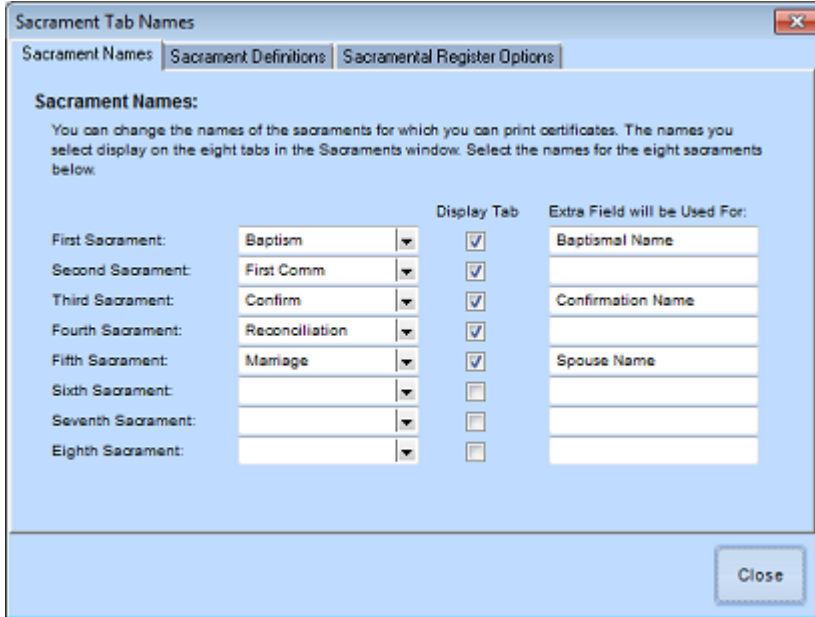 Sacrament Tab Names
Sacrament Names Sacrament Definitions Sacramental Register Options
Sacrament Names:
You can change the names of the sacraments for which you can print certificates. The names you
select display on the eight tabs in the Sacraments window. Select the names for the eight sacraments
below.
Display Tab Extra Field will be Used For:
First Sacrament: Baptism Baptismal Name
Second Sacrament: First Comm
Third Sacrament: Confirm Confirmation Name
Fourth Sacrament: Reconciliation
Fifth Sacrament: Marriage Spouse Name
Sixth Sacrament:
Seventh Sacrament:
Eighth Sacrament:
Close